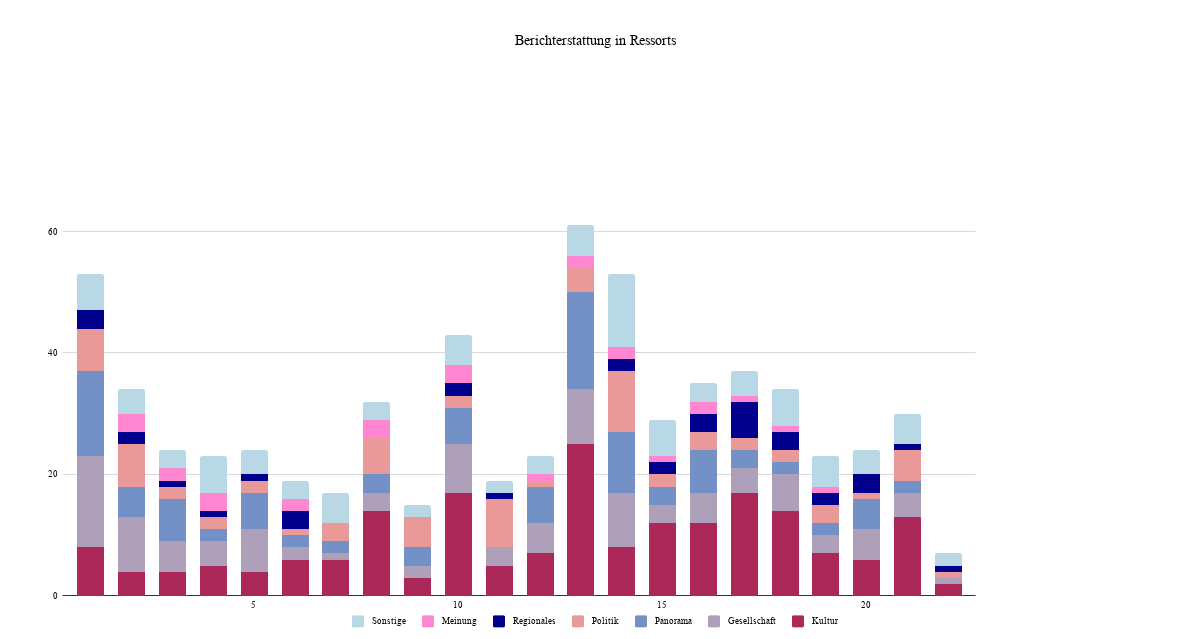 Berichterstattung in Ressorts
60
40
20
0
5 10 15 20
Sonstige Meinung Regionales Politik Panorama Gesellschaft Kultur